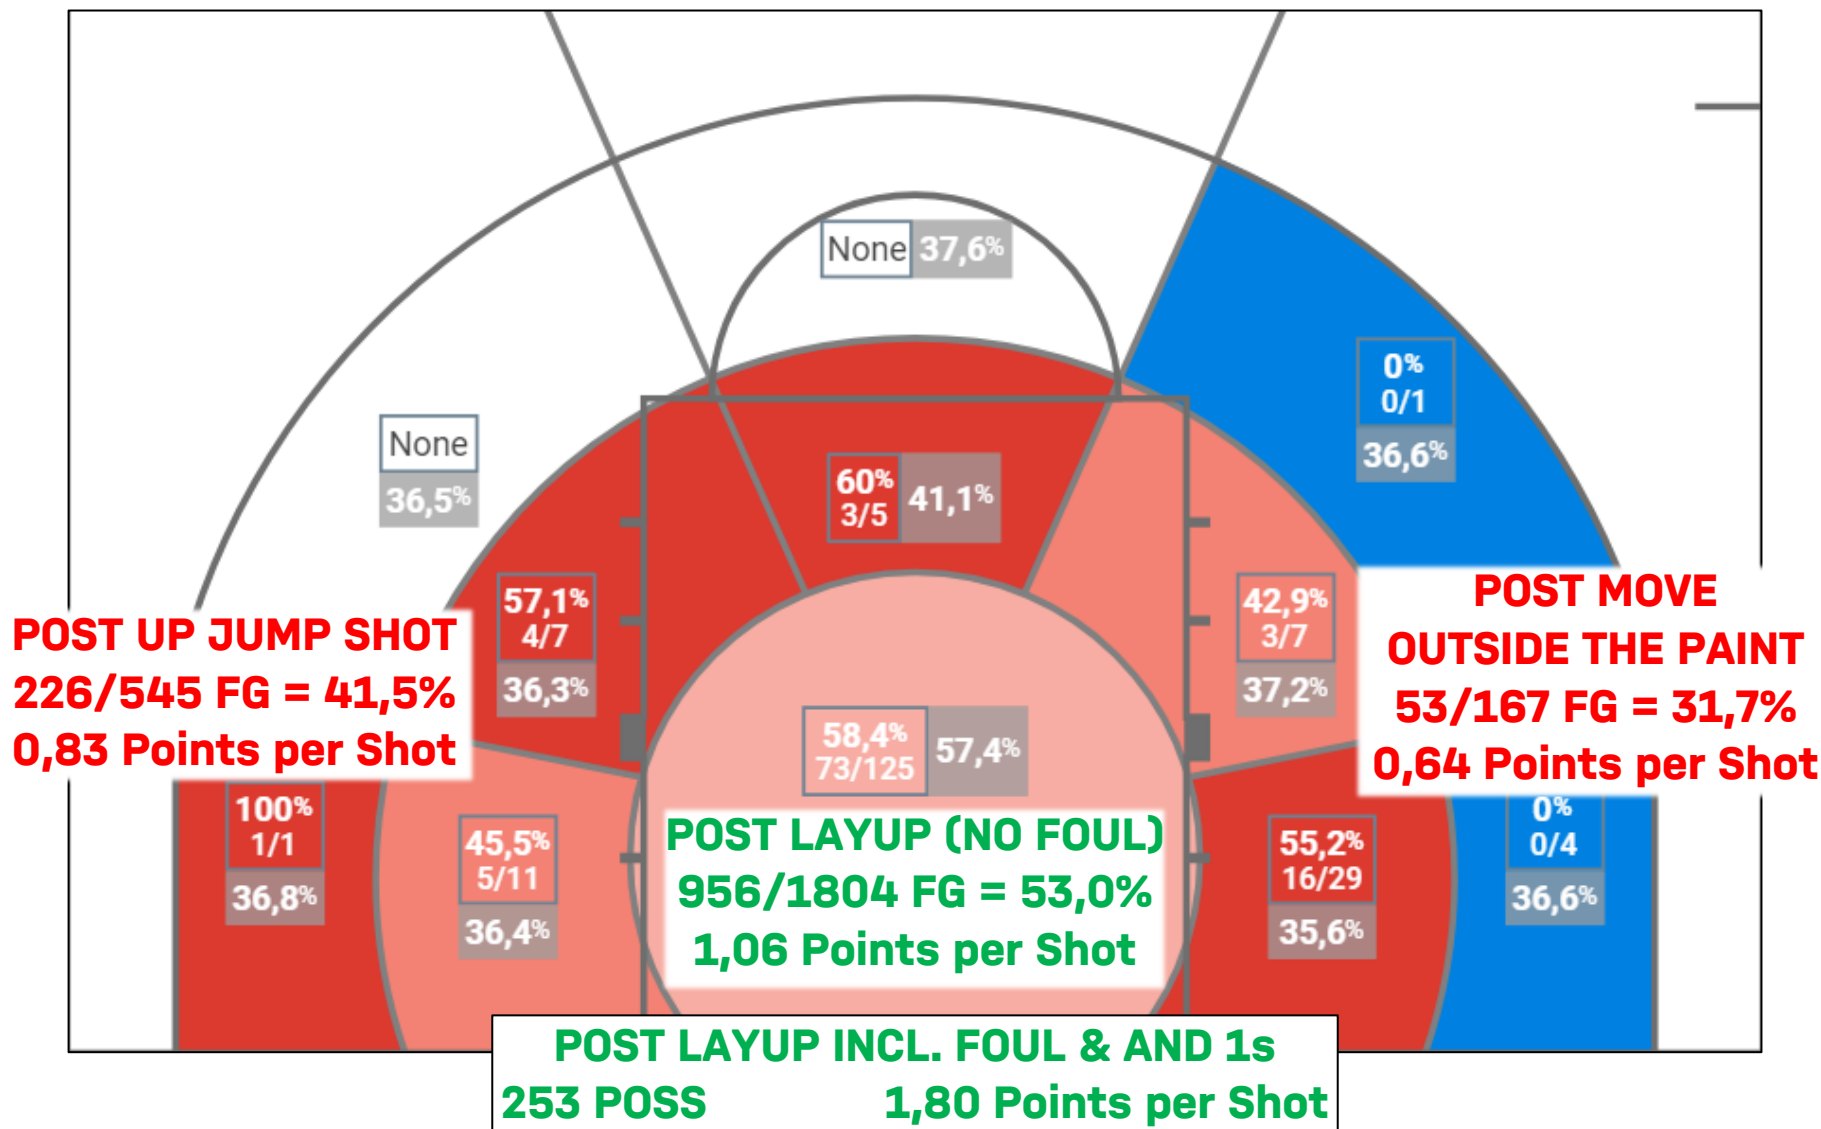 None 37,6%
0%
0/1
36,6%
None
36,5%
60%
3/5
41,1%
57,1%
4/7
36,3%
42,9%
3/7
37,2%
POST UP JUMP SHOT
226/545 FG = 41,5%
0,83 Points per Shot
POST MOVE
OUTSIDE THE PAINT
53/167 FG = 31,7%
0,64 Points per Shot
58,4%
73/125
57,4%
100%
1/1
36,8%
45,5%
5/11
36,4%
POST LAYUP (NO FOUL)
956/1804 FG = 53,0%
1,06 Points per Shot
55,2%
16/29
35,6%
0%
0/4
36,6%
POST LAYUP INCL. FOUL & AND 1s
253 POSS 1,80 Points per Shot